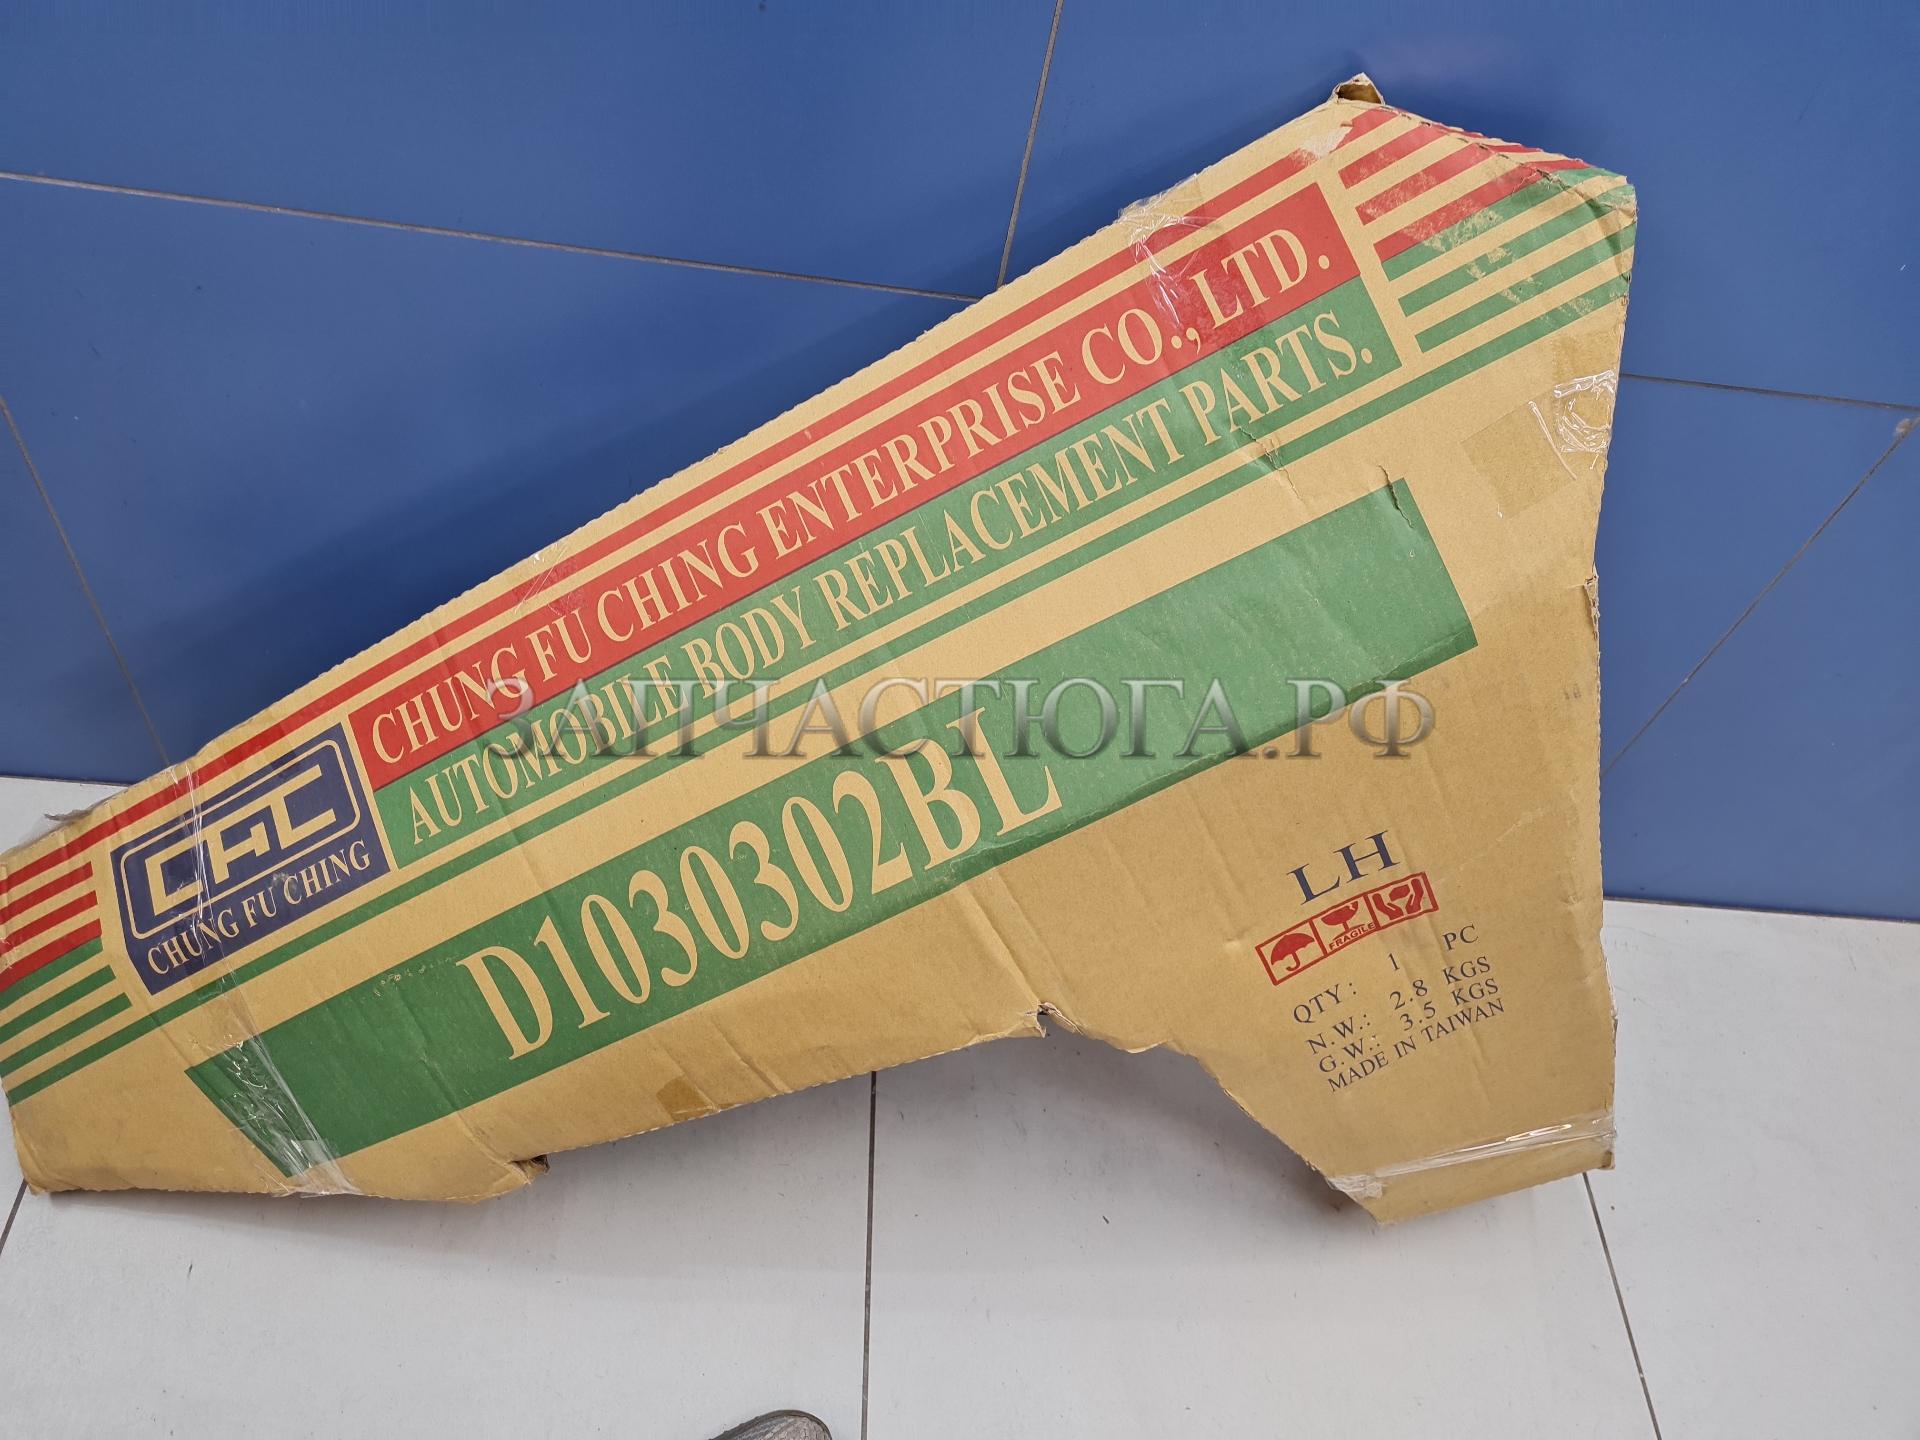 CHUNG FU CHING ENTERPRISE CO., LTD.
AUTOMOBILE BODY REPLACEMENT PARTS.
CFC
CHUNG FU CHING
D1030302BL
ЗАПЧАСТЮГА.РФ
LH
FRAGILE
QTY: 1 PC
N.W.: 2.8 KGS
G.W.: 3.5 KGS
MADE IN TAIWAN